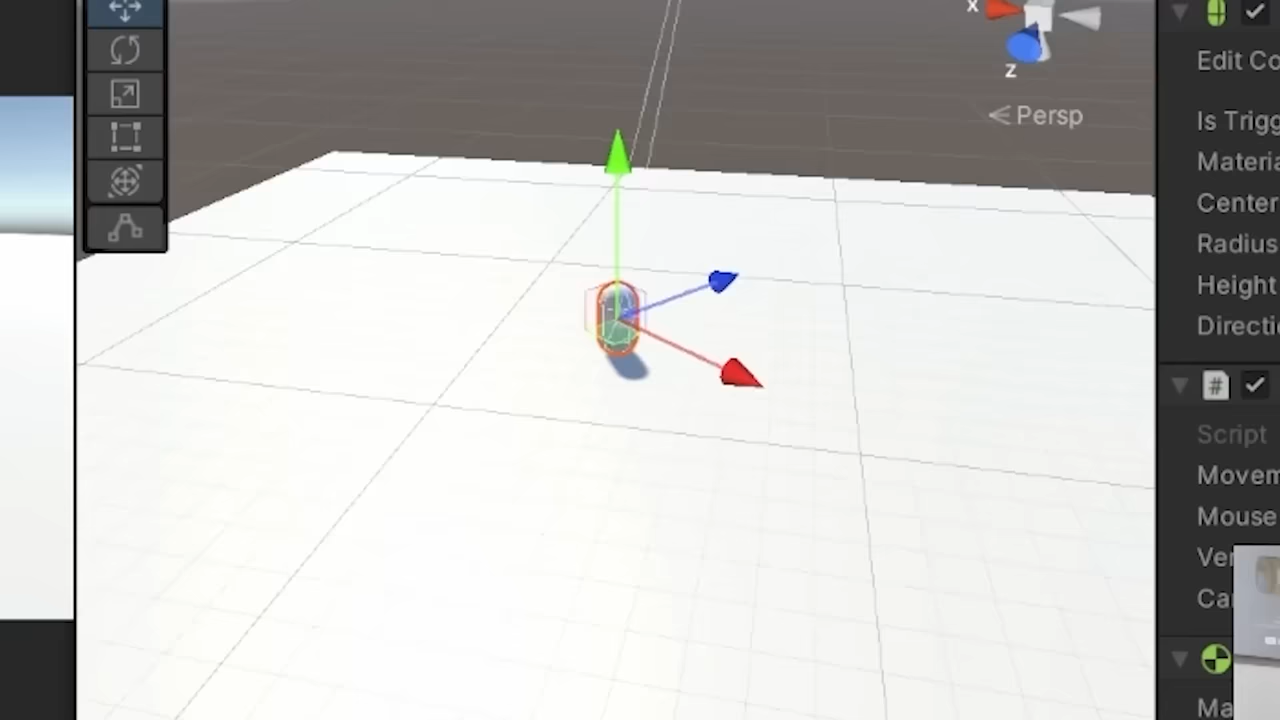 x
z
< Persp
Edit Co
Is Trigg
Materia
Center
Radius
Height
Directi
#
Script
Movem
Mouse
Ver
Ca
Ma